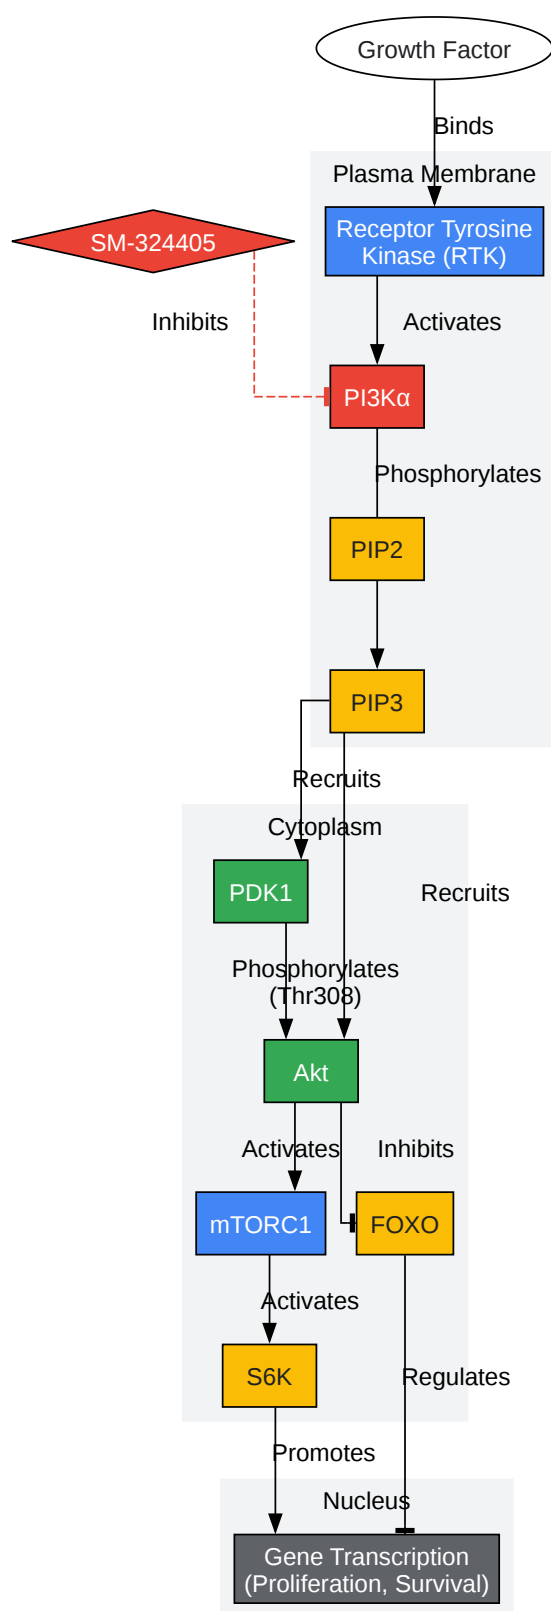 Growth Factor
Binds
Plasma Membrane
SM-324405
Receptor Tyrosine
Kinase (RTK)
Inhibits
Activates
PI3Kα
Phosphorylates
PIP2
PIP3
Recruits
Cytoplasm
PDK1
Recruits
Phosphorylates
(Thr308)
Akt
Activates
Inhibits
mTORC1
FOXO
Activates
S6K
Regulates
Promotes
Nucleus
Gene Transcription
(Proliferation, Survival)